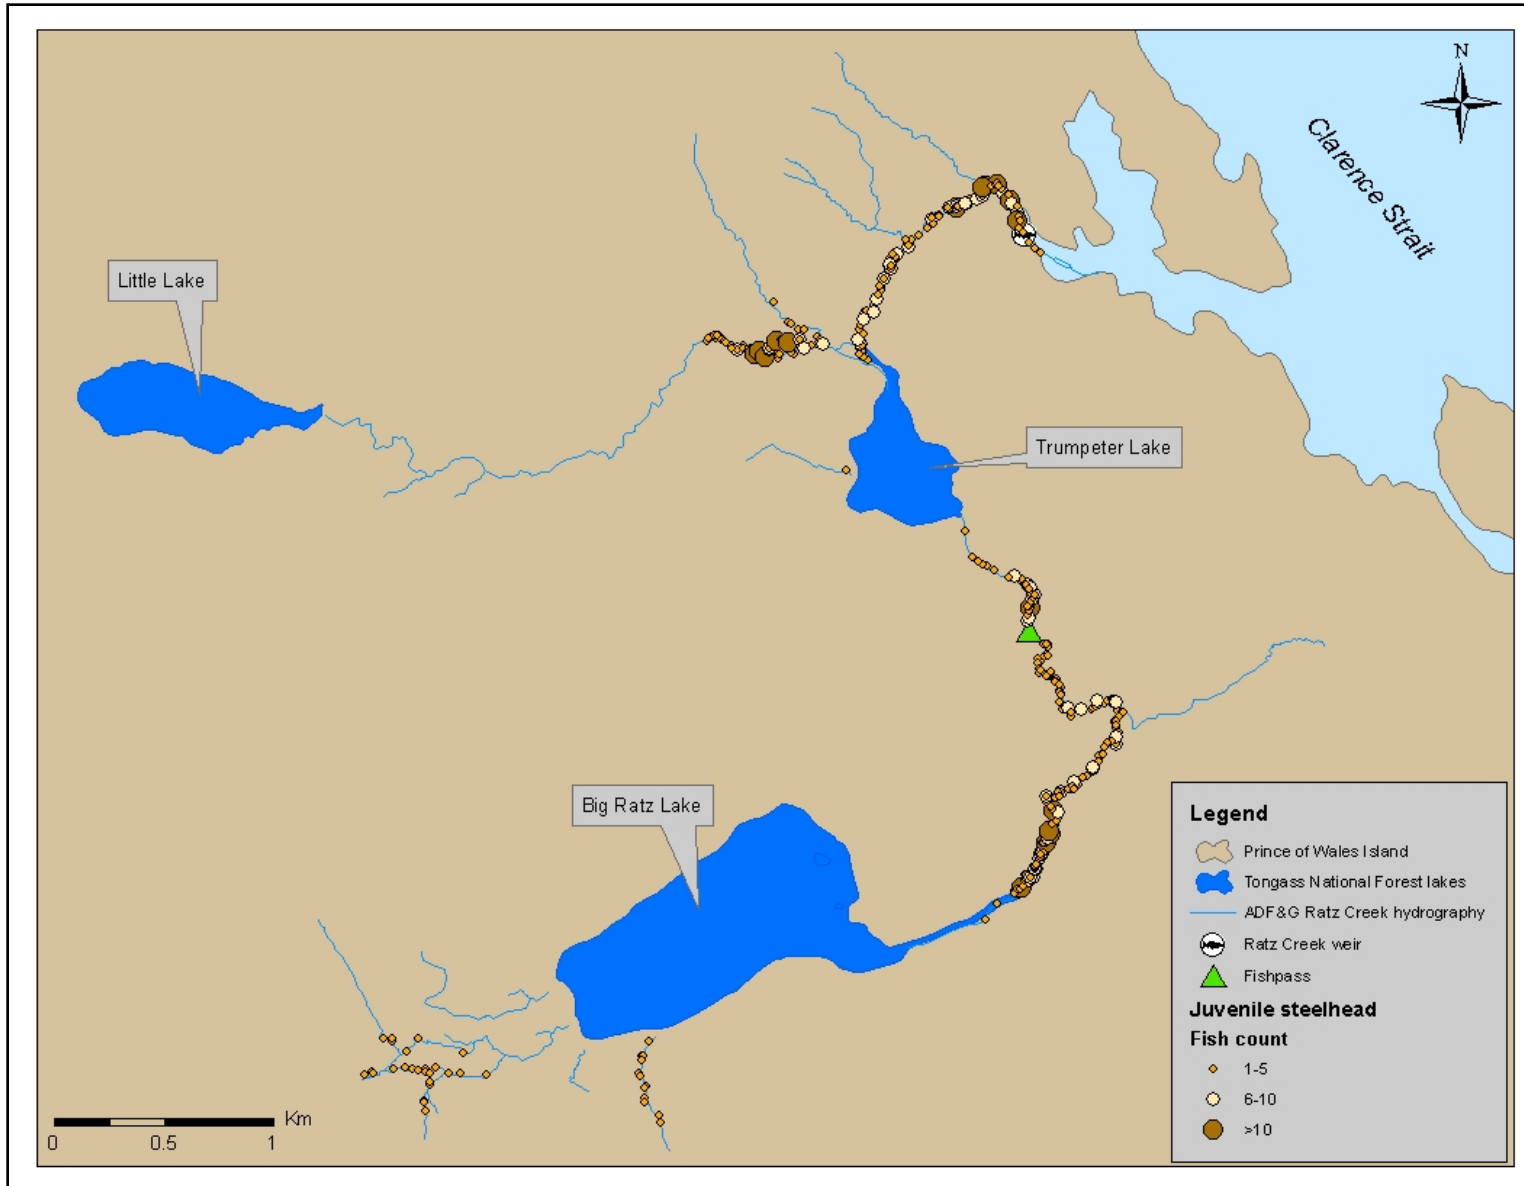 N
Clarence Strait
Little Lake
Trumpeter Lake
Big Ratz Lake
Legend
Prince of Wales Island
Tongass National Forest lakes
ADF&G Ratz Creek hydrography
Ratz Creek weir
Fishpass
Juvenile steelhead
Fish count
1-5
6-10
>10
Km
0 0.5 1